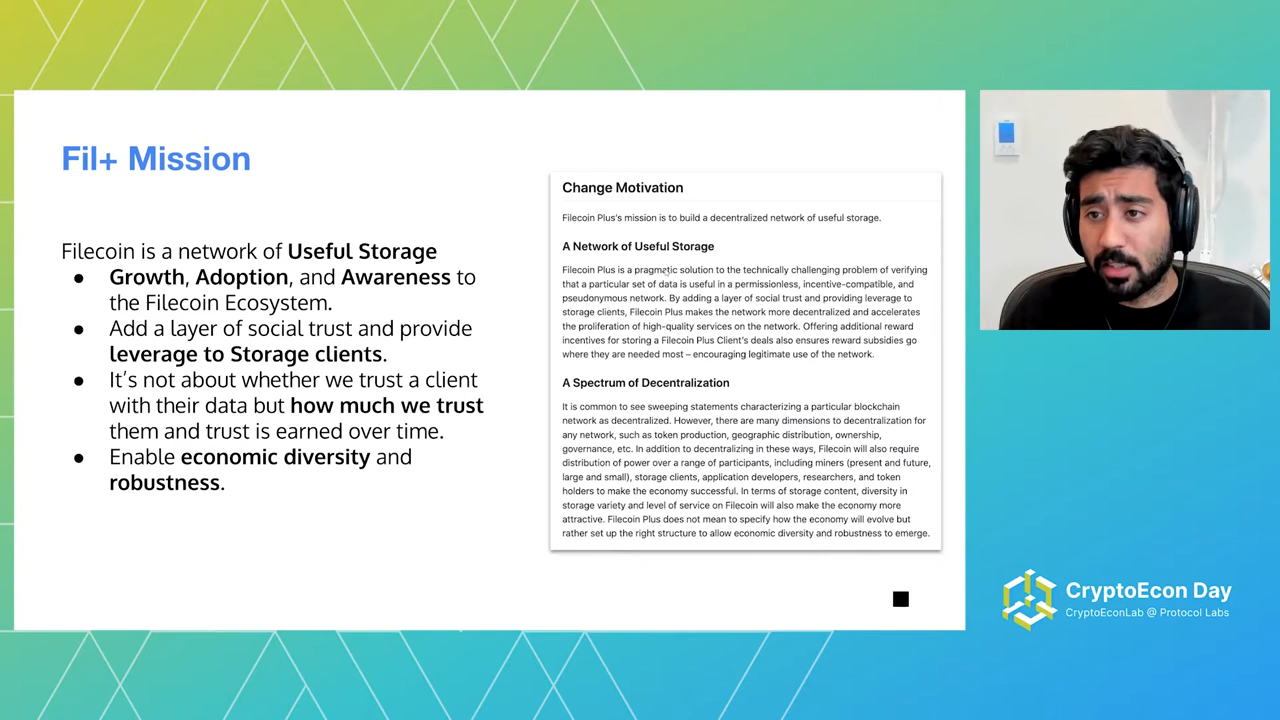 Fil+ Mission
Filecoin is a network of Useful Storage
● Growth, Adoption, and Awareness to
the Filecoin Ecosystem.
● Add a layer of social trust and provide
leverage to Storage clients.
● It's not about whether we trust a client
with their data but how much we trust
them and trust is earned over time.
● Enable economic diversity and
robustness.
Change Motivation
Filecoin Plus's mission is to build a decentralized network of useful storage.
A Network of Useful Storage
Filecoin Plus is a pragmatic solution to the technically challenging problem of verifying
that a particular set of data is useful in a permissionless, incentive-compatible, and
pseudonymous network. By adding a layer of social trust and providing leverage to
storage clients, Filecoin Plus makes the network more decentralized and accelerates
the proliferation of high-quality services on the network. Offering additional reward
incentives for storing a Filecoin Plus Client's deals also ensures reward subsidies go
where they are needed most – encouraging legitimate use of the network.
A Spectrum of Decentralization
It is common to see sweeping statements characterizing a particular blockchain
network as decentralized. However, there are many dimensions to decentralization for
any network, such as token production, geographic distribution, ownership,
governance, etc. In addition to decentralizing in these ways, Filecoin will also require
distribution of power over a range of participants, including miners (present and future,
large and small), storage clients, application developers, researchers, and token
holders to make the economy successful. In terms of storage content, diversity in
storage variety and level of service on Filecoin will also make the economy more
attractive. Filecoin Plus does not mean to specify how the economy will evolve but
rather set up the right structure to allow economic diversity and robustness to emerge.
CryptoEcon Day
CryptoEconLab @ Protocol Labs